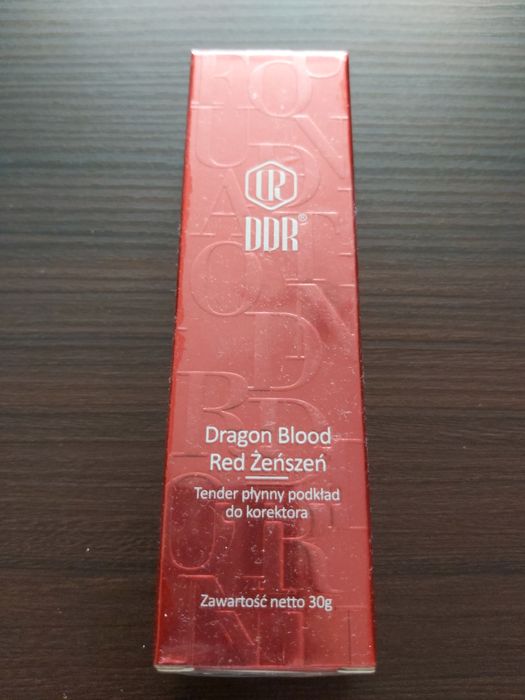 DDR®
Dragon Blood
Red Żeńszeń
Tender płynny podkład
do korektora
Zawartość netto 30g